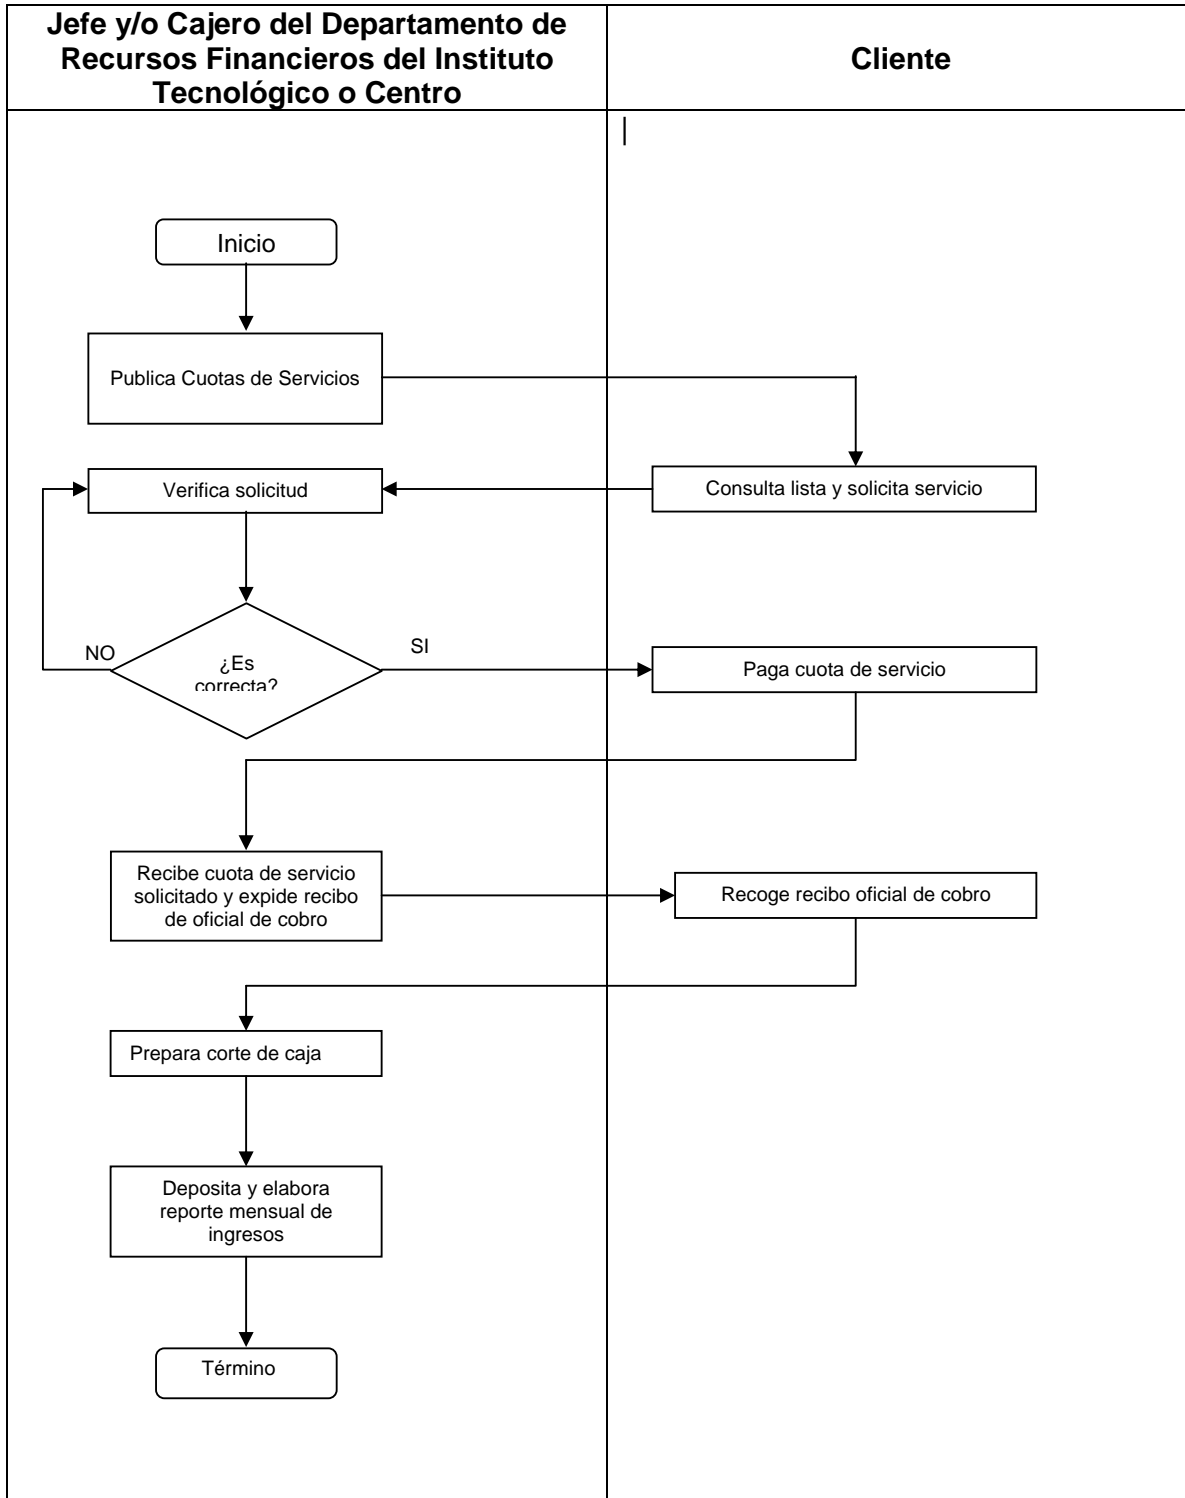 Jefe y/o Cajero del Departamento de
Recursos Financieros del Instituto
Tecnológico o Centro
Cliente
Inicio
Publica Cuotas de Servicios
Verifica solicitud
Consulta lista y solicita servicio
NO
¿Es
correcta?
SI
Paga cuota de servicio
Recibe cuota de servicio
solicitado y expide recibo
de oficial de cobro
Recoge recibo oficial de cobro
Prepara corte de caja
Deposita y elabora
reporte mensual de
ingresos
Término